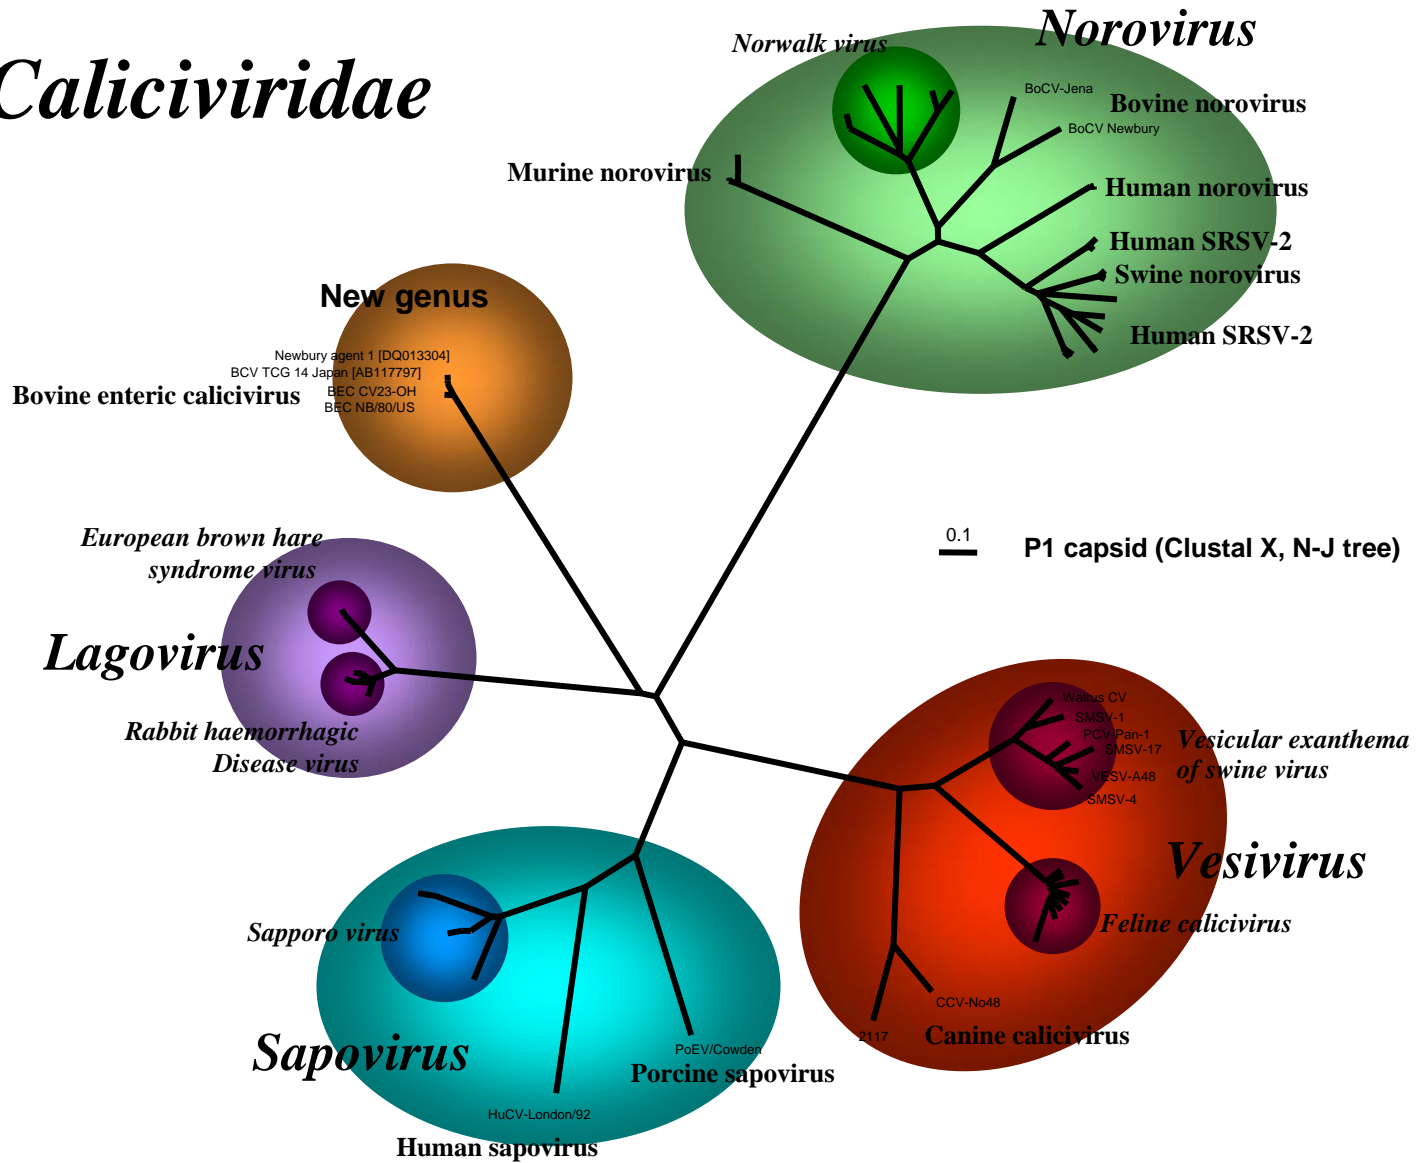 Caliciviridae
Norovirus
Norwalk virus
BoCV-Jena
Bovine norovirus
BoCV Newbury
Murine norovirus
Human norovirus
Human SRSV-2
Swine norovirus
Human SRSV-2
New genus
Newbury agent 1 [DQ013304]
BCV TCG 14 Japan [AB117797]
Bovine enteric calicivirus
BEC CV23-OH
BEC NB/80/US
0.1
P1 capsid (Clustal X, N-J tree)
European brown hare
syndrome virus
Lagovirus
Rabbit haemorrhagic
Disease virus
Walrus CV
SMSV-1
PCV-Pan-1
SMSV-17
VESV-A48
SMSV-4
Vesicular exanthema
of swine virus
Vesivirus
Feline calicivirus
CCV-No48
2117
Canine calicivirus
Sapporo virus
Sapovirus
PoEV/Cowden
Porcine sapovirus
HuCV-London/92
Human sapovirus